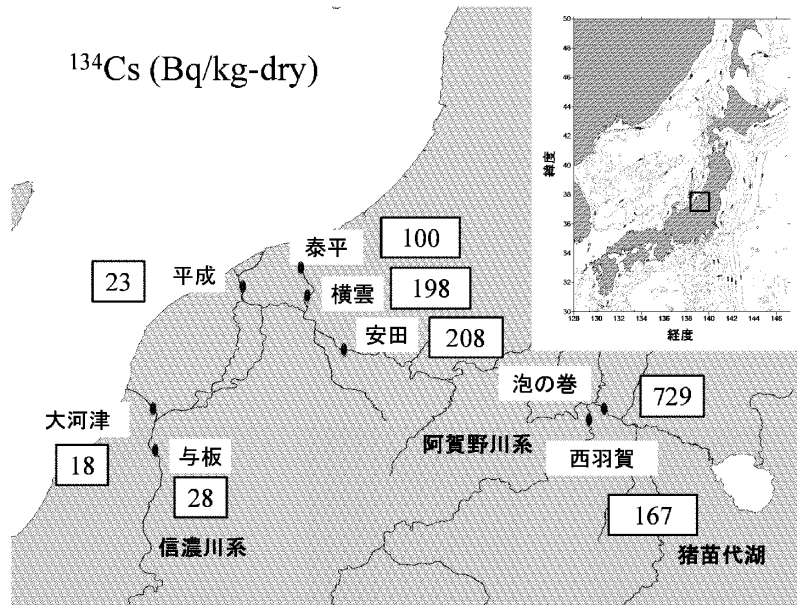 ¹³⁴Cs (Bq/kg-dry)
50
48
46
44
42
40
38
36
34
32
30
緯度
128 130 132 134 136 138 140 142 144 146
経度
泰平
100
23
平成
横雲
198
安田
208
泡の巻
729
大河津
阿賀野川系
西羽賀
18
与板
28
167
信濃川系
猪苗代湖